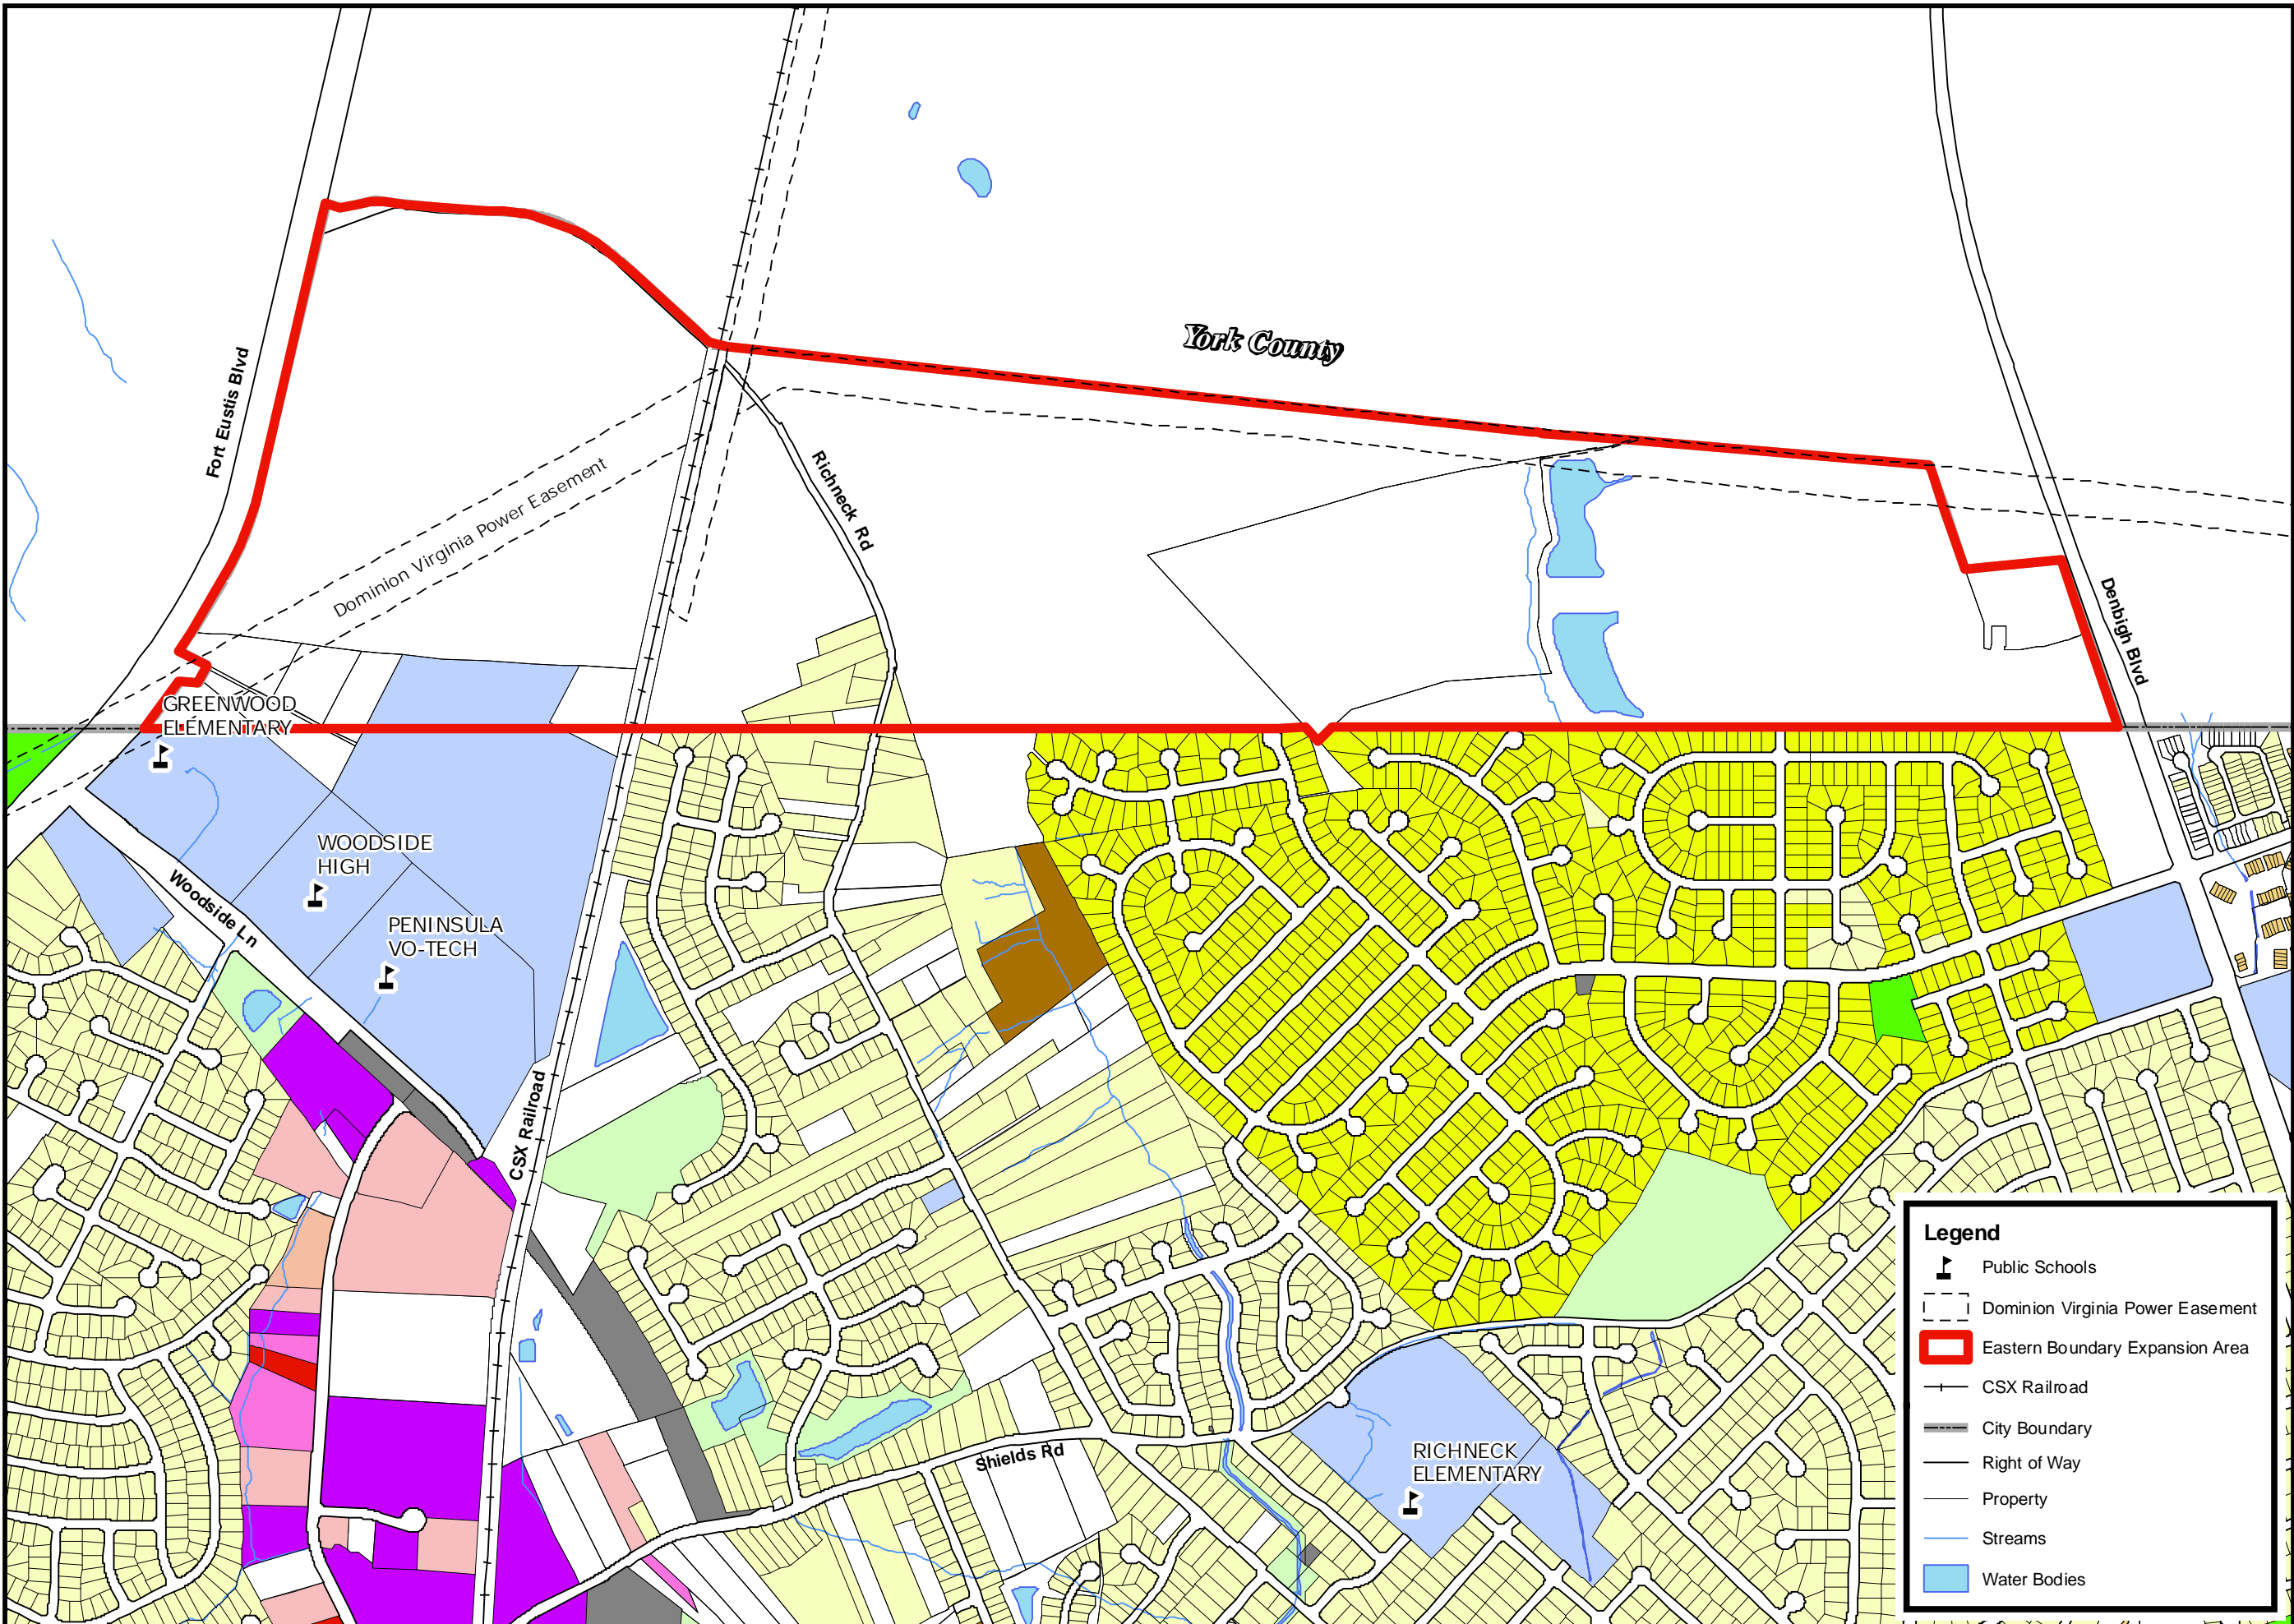 York County
Fort Eustis Blvd
Dominion Virginia Power Easement
Richneck Rd
Denbigh Blvd
GREENWOOD
ELEMENTARY
WOODSIDE
HIGH
PENINSULA
VO-TECH
Woodside Ln
CSX Railroad
Shields Rd
RICHNECK
ELEMENTARY
Legend
Public Schools
Dominion Virginia Power Easement
Eastern Boundary Expansion Area
CSX Railroad
City Boundary
Right of Way
Property
Streams
Water Bodies